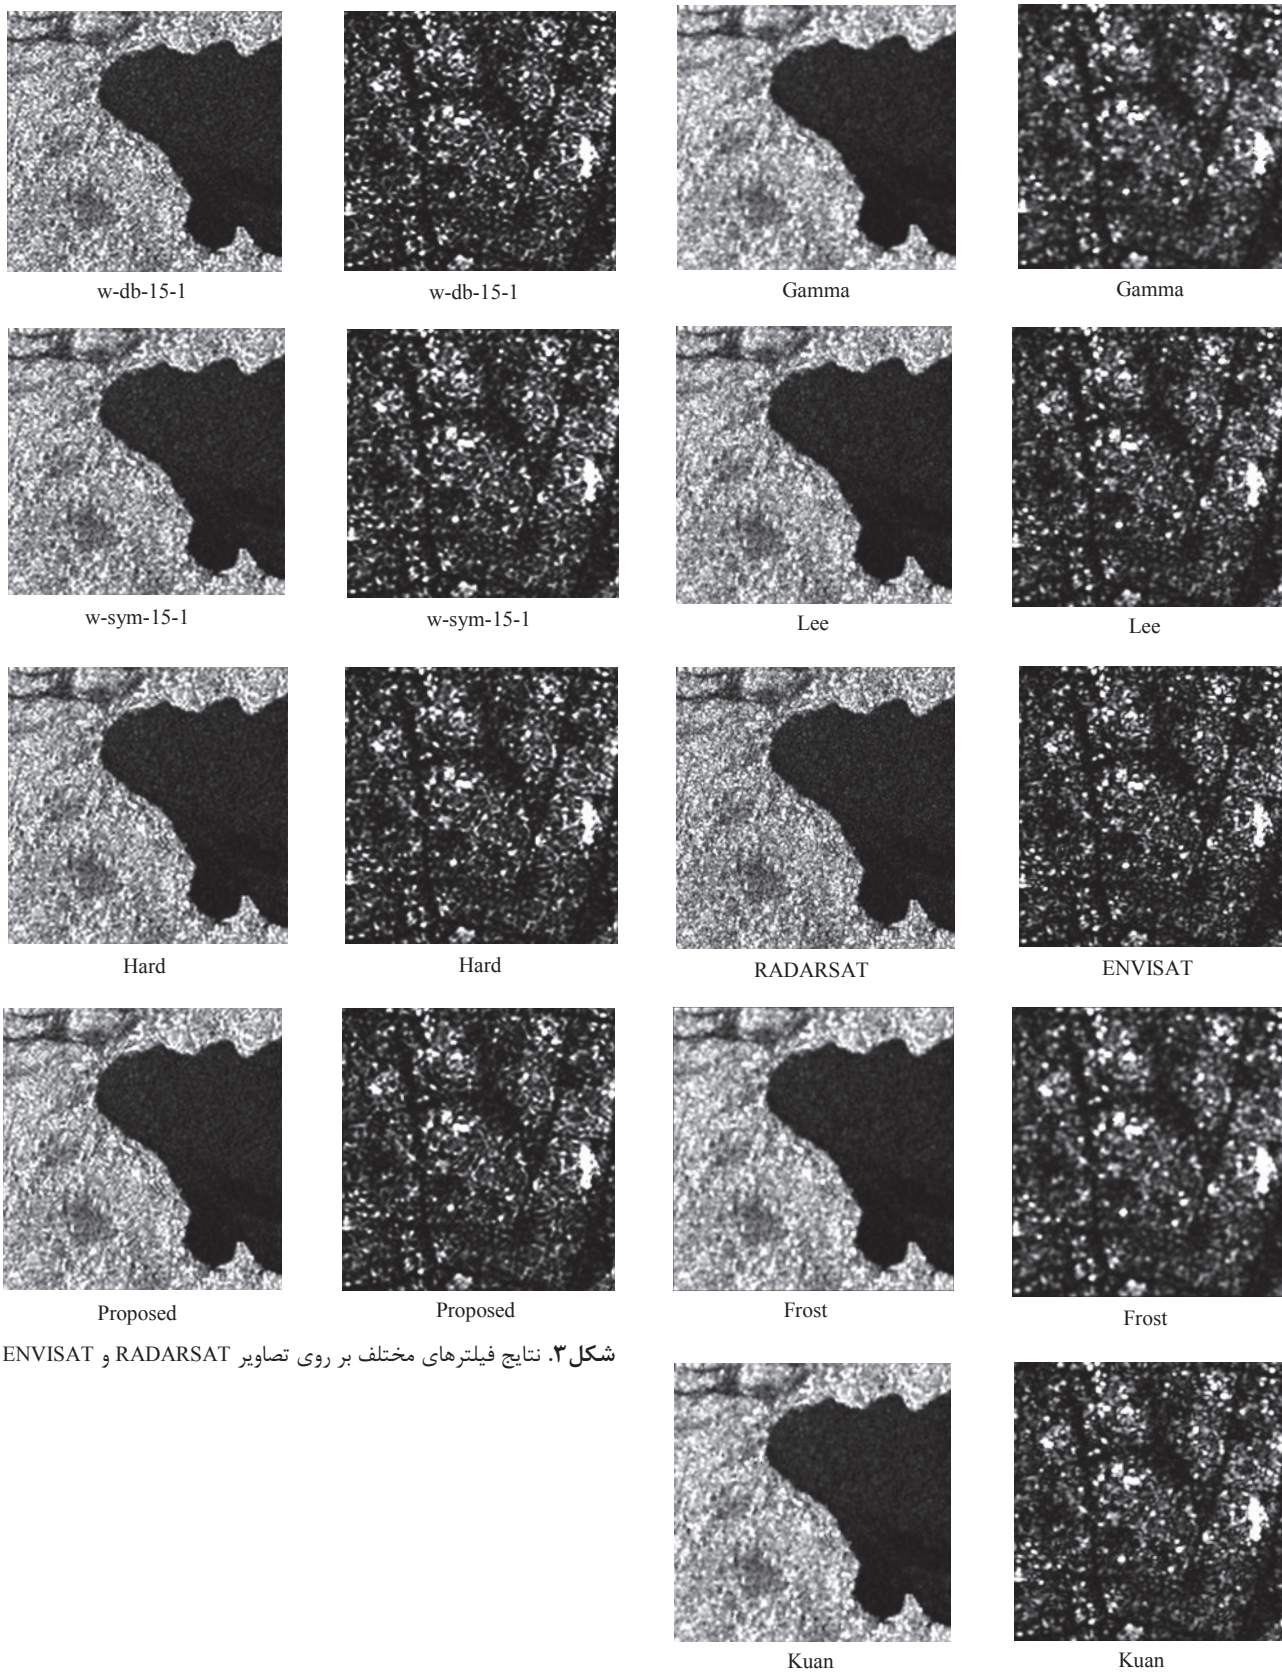 w-db-15-1
w-db-15-1
Gamma
Gamma
w-sym-15-1
w-sym-15-1
Lee
Lee
Hard
Hard
RADARSAT
ENVISAT
Proposed
Proposed
Frost
Frost
شکل۳. نتایج فیلترهای مختلف بر روی تصاویر RADARSAT و ENVISAT
Kuan
Kuan